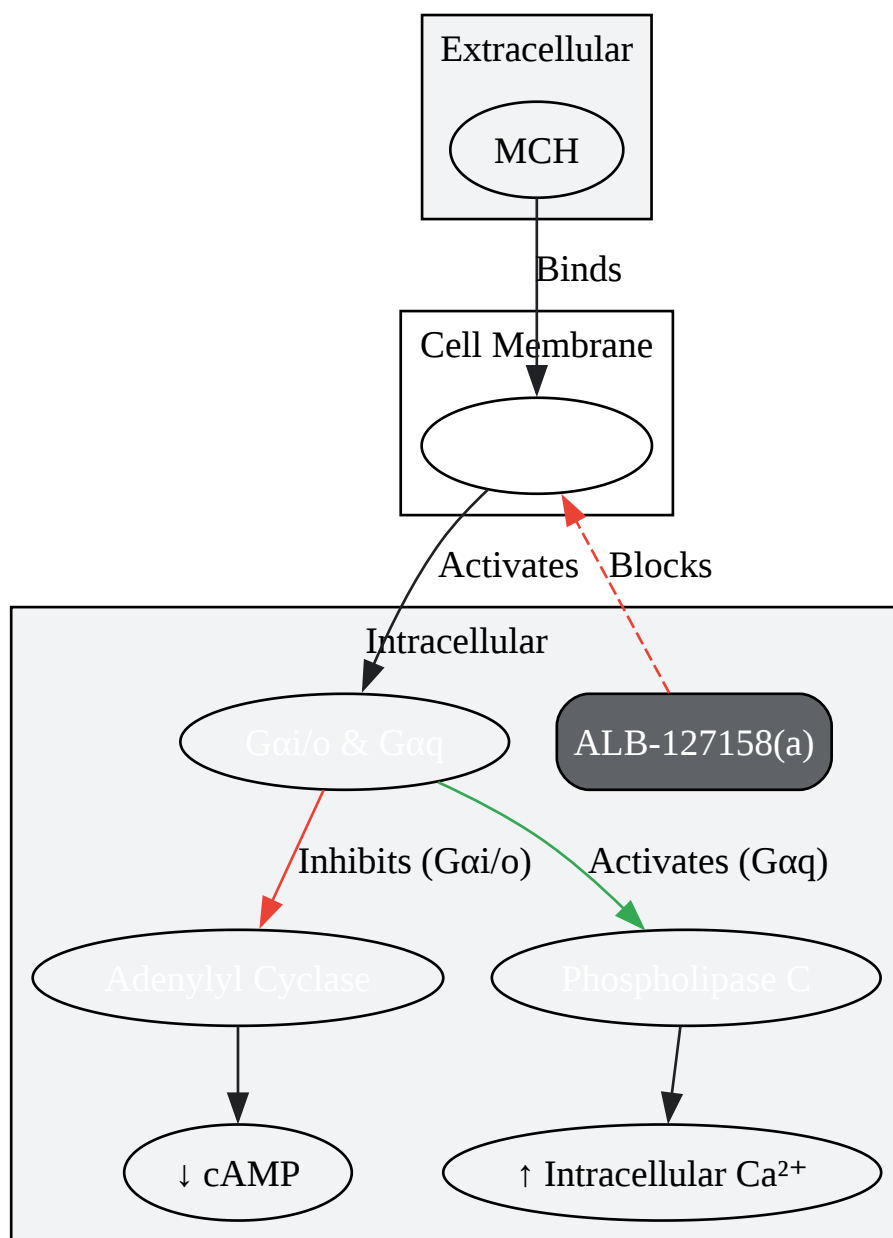 Extracellular
MCH
Binds
Cell Membrane
Activates
Blocks
Intracellular
Gαi/o & Gαq
ALB-127158(a)
Inhibits (Gαi/o)
Activates (Gαq)
Adenylyl Cyclase
Phospholipase C
↓ cAMP
↑ Intracellular Ca²⁺